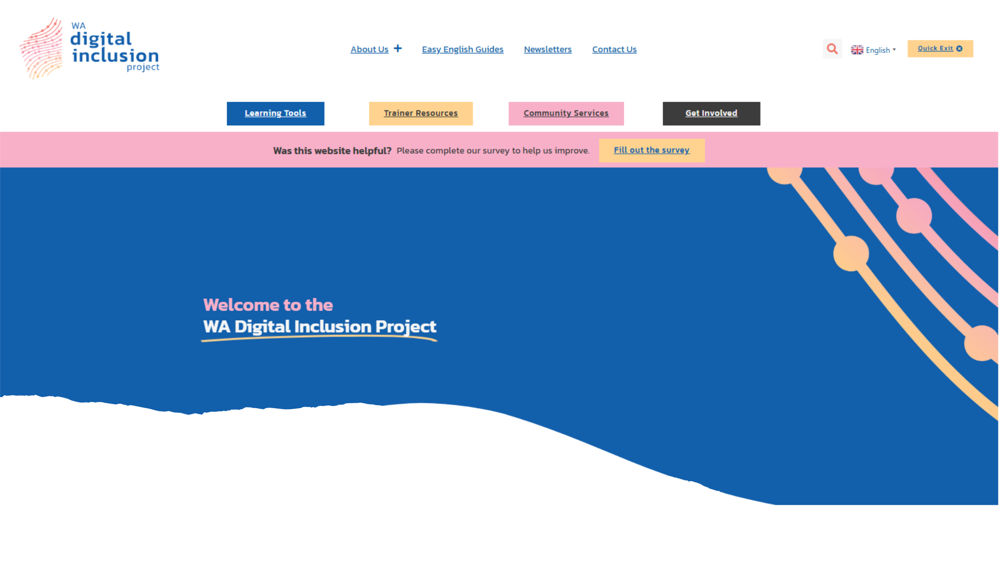 WA
digital
inclusion
project
About Us +
Easy English Guides
Newsletters
Contact Us
English
Quick Exit
Learning Tools
Trainer Resources
Community Services
Get Involved
Was this website helpful? Please complete our survey to help us improve.
Fill out the survey
Welcome to the
WA Digital Inclusion Project